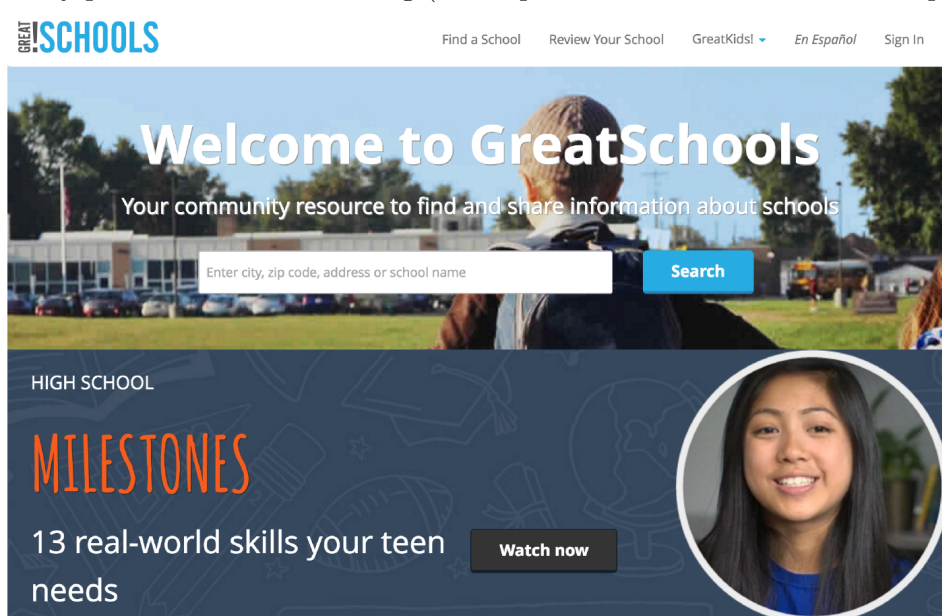 GREAT!SCHOOLS
Find a School Review Your School GreatKids! En Español Sign In
Welcome to GreatSchools
Your community resource to find and share information about schools
Enter city, zip code, address or school name Search
HIGH SCHOOL
MILESTONES
13 real-world skills your teen
needs
Watch now